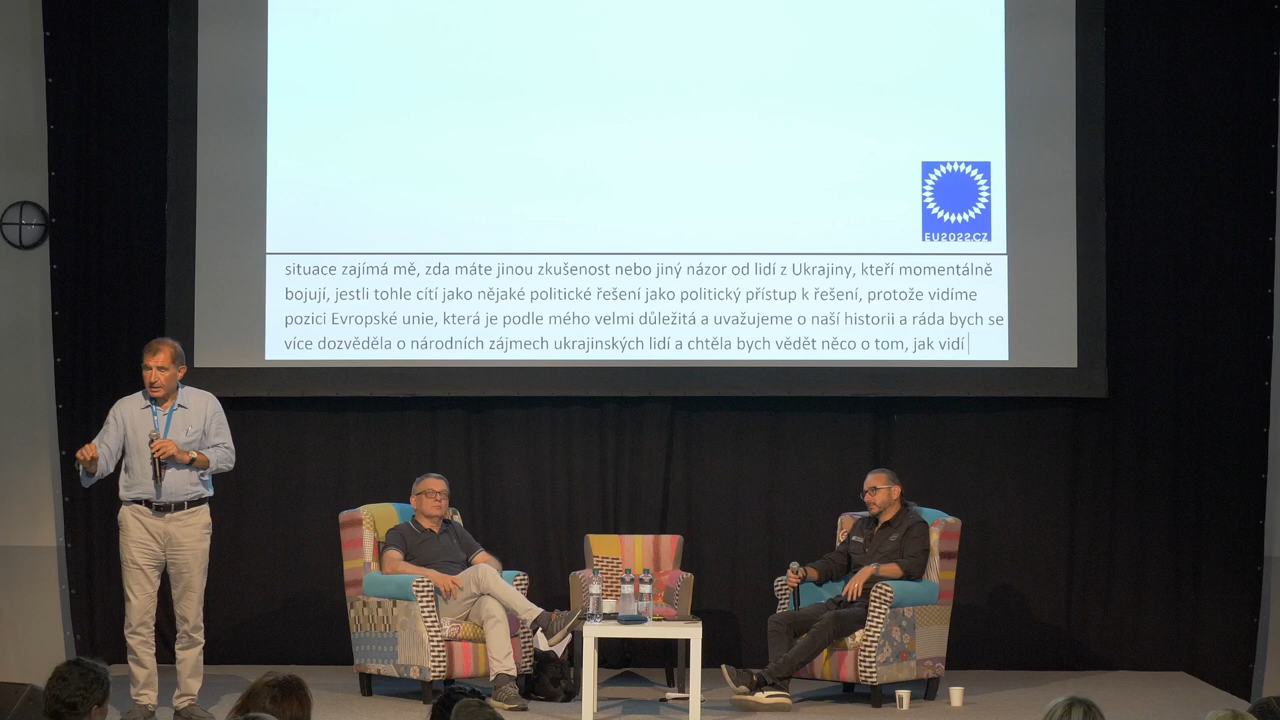 EU2022.CZ
situace zajímá mě, zda máte jinou zkušenost nebo jiný názor od lidí z Ukrajiny, kteří momentálně
bojují, jestli tohle cítí jako nějaké politické řešení jako politický přístup k řešení, protože vidíme
pozici Evropské unie, která je podle mého velmi důležitá a uvažujeme o naší historii a ráda bych se
více dozvěděla o národních zájmech ukrajinských lidí a chtěla bych vědět něco o tom, jak vidí